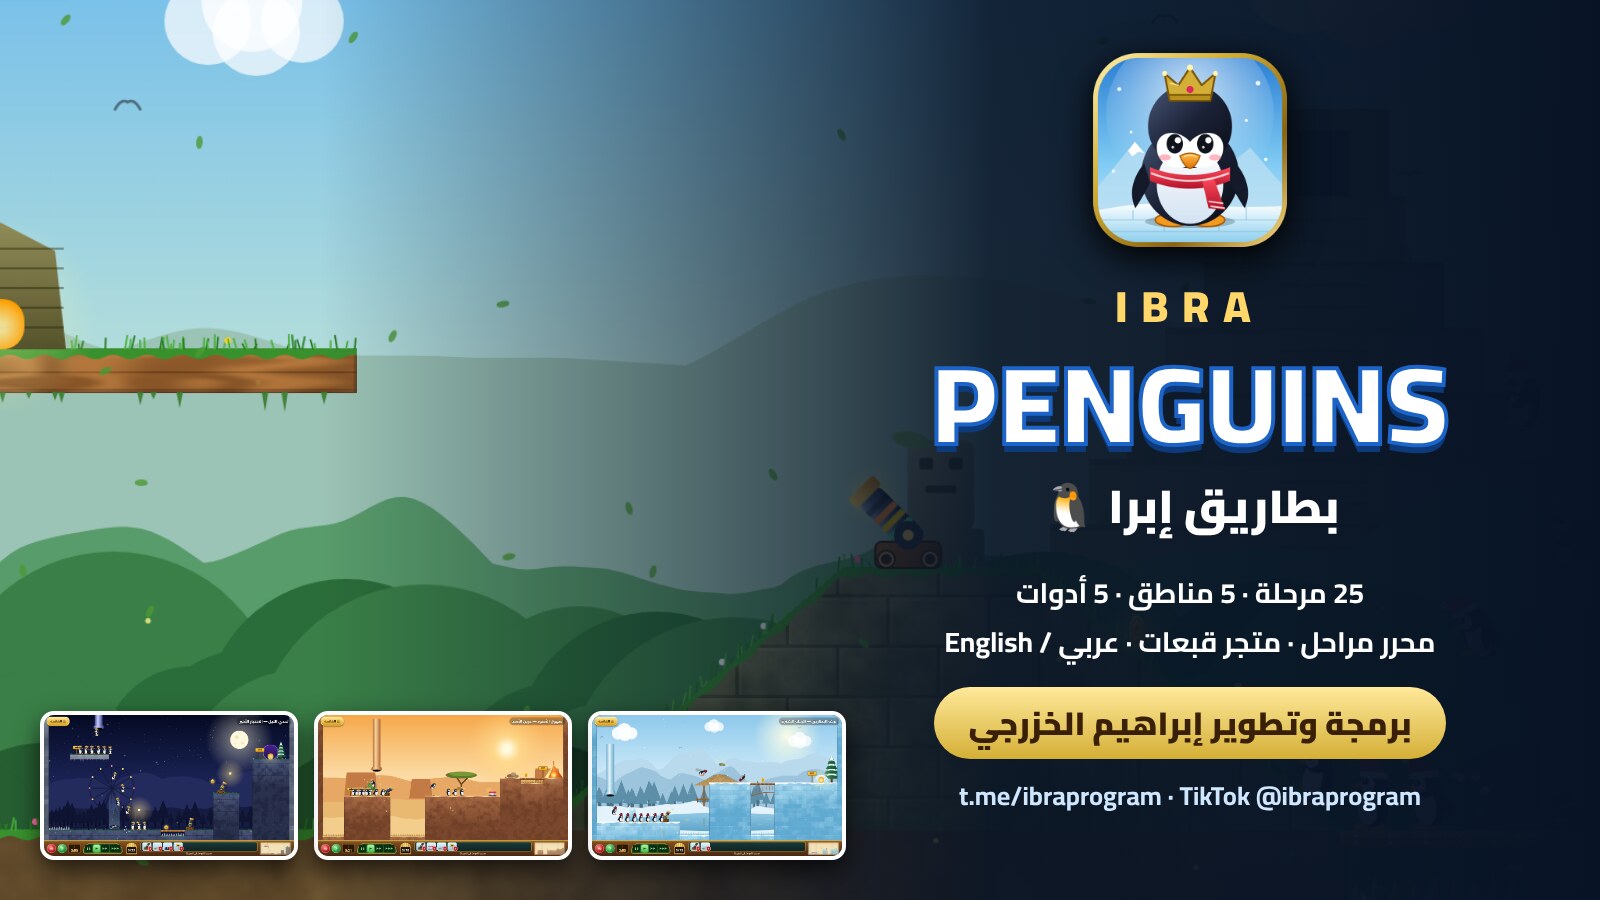 IBRA
PENGUINS
بطاريق إبرا
25 مرحلة · 5 مناطق · 5 أدوات
محرر مراحل · متجر قبعات · عربي / English
برمجة وتطوير إبراهيم الخزرجي
t.me/ibraprogram · TikTok @ibraprogram